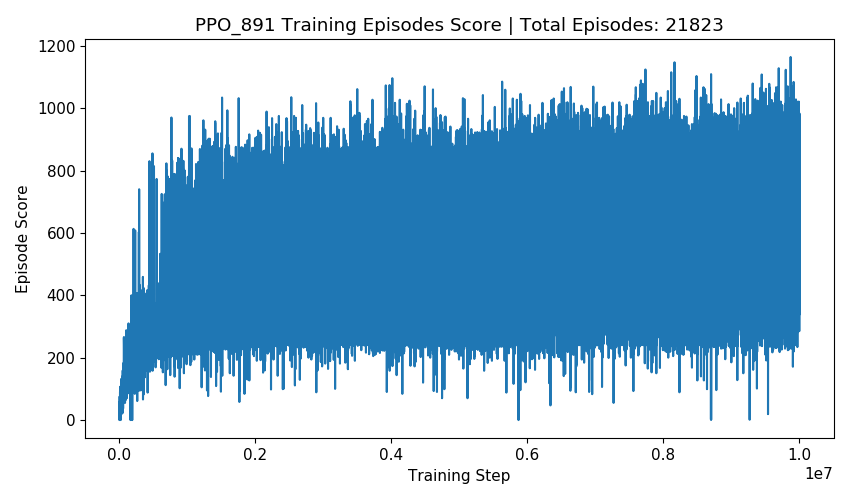 PPO_891 Training Episodes Score | Total Episodes: 21823
1200
1000
800
600
400
200
0
Episode Score
0.0 0.2 0.4 0.6 0.8 1.0
1e7
Training Step